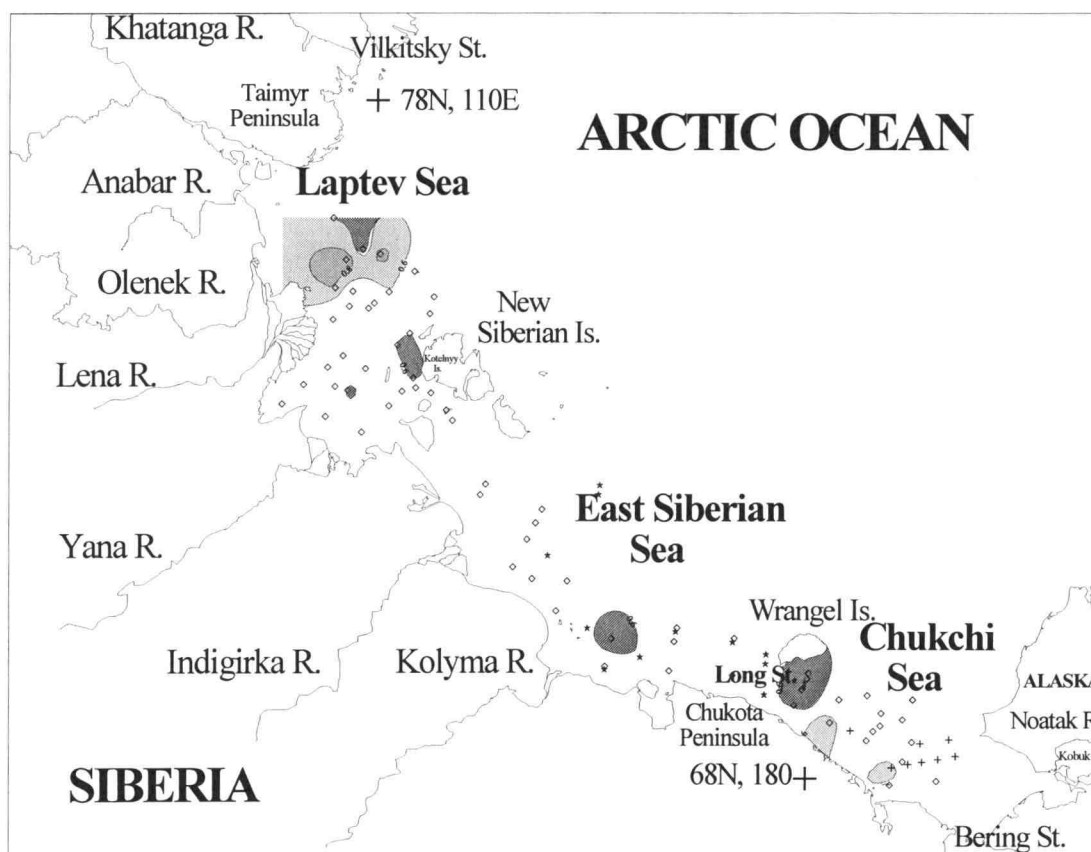 Khatanga R.
Vilkitsky St.
Taimyr
Peninsula
78N, 110E
ARCTIC OCEAN
Anabar R.
Laptev Sea
Olenek R.
New
Siberian Is.
Kotelnyy
Is.
Lena R.
East Siberian
Sea
Yana R.
Wrangel Is.
Chukchi
Sea
Indigirka R.
Kolyma R.
Long St.
ALASKA
Chukota
Peninsula
Noatak R
Kobuk
68N, 180
SIBERIA
Bering St.